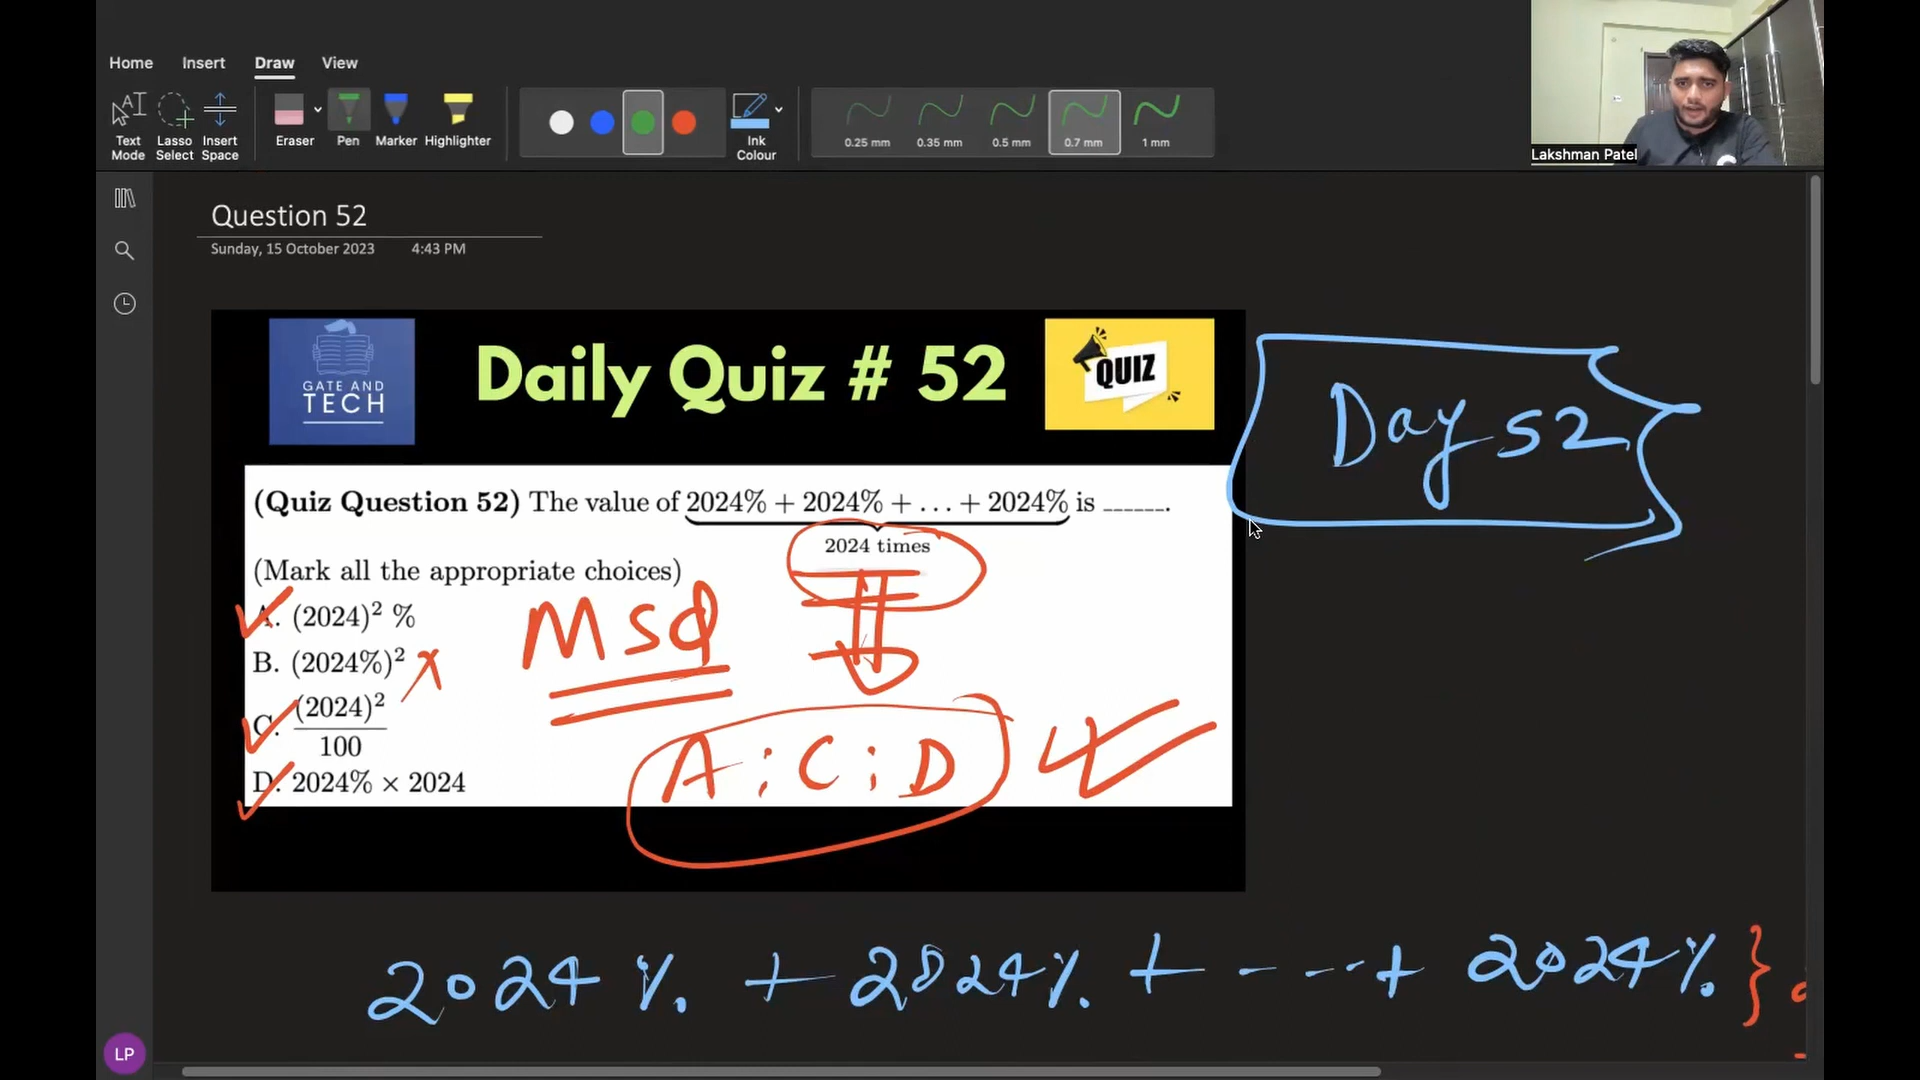 Home Insert Draw View
Text Mode Lasso Select Insert Space Eraser Pen Marker Highlighter Ink Colour 0.25 mm 0.35 mm 0.5 mm 0.7 mm 1 mm
Lakshman Patel
Question 52
Sunday, 15 October 2023 4:43 PM
GATE AND
TECH
Daily Quiz # 52
QUIZ
Day 52
(Quiz Question 52) The value of 2024% + 2024% + ... + 2024% is ______.
2024 times
(Mark all the appropriate choices)
A. (2024)² %
B. (2024%)²
C. (2024)²/100
D. 2024% × 2024
MSQ
A ; C ; D
2024 % + 2024 % + - - - - + 2024 % }
LP